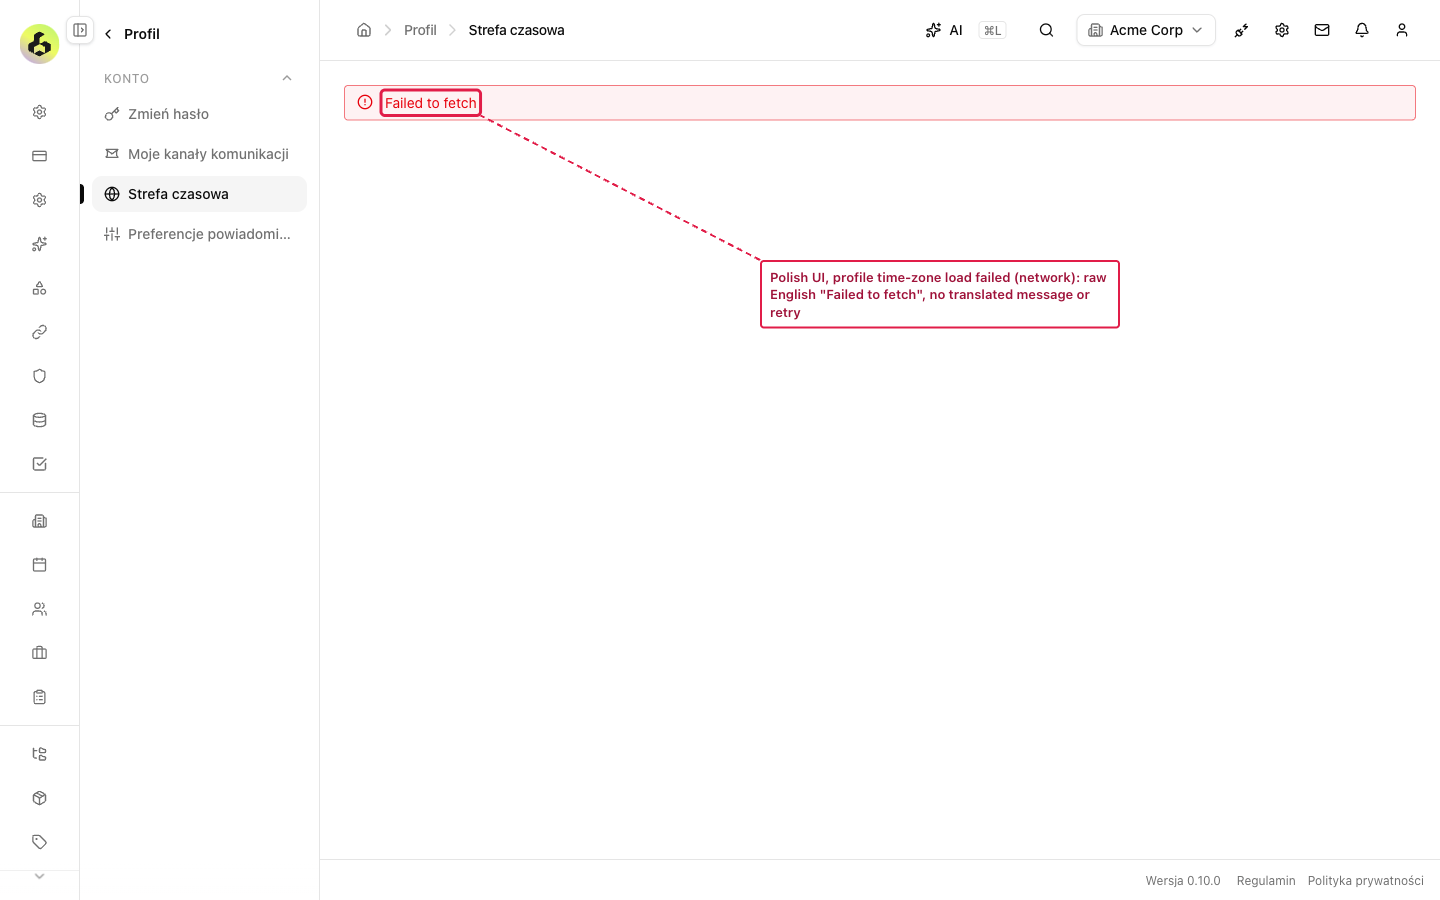 Profil
KONTO
Zmień hasło
Moje kanały komunikacji
Strefa czasowa
Preferencje powiadomi...
Profil
Strefa czasowa
AI
⌘L
Acme Corp
Failed to fetch
Polish UI, profile time-zone load failed (network): raw
English "Failed to fetch", no translated message or
retry
Wersja 0.10.0
Regulamin
Polityka prywatności